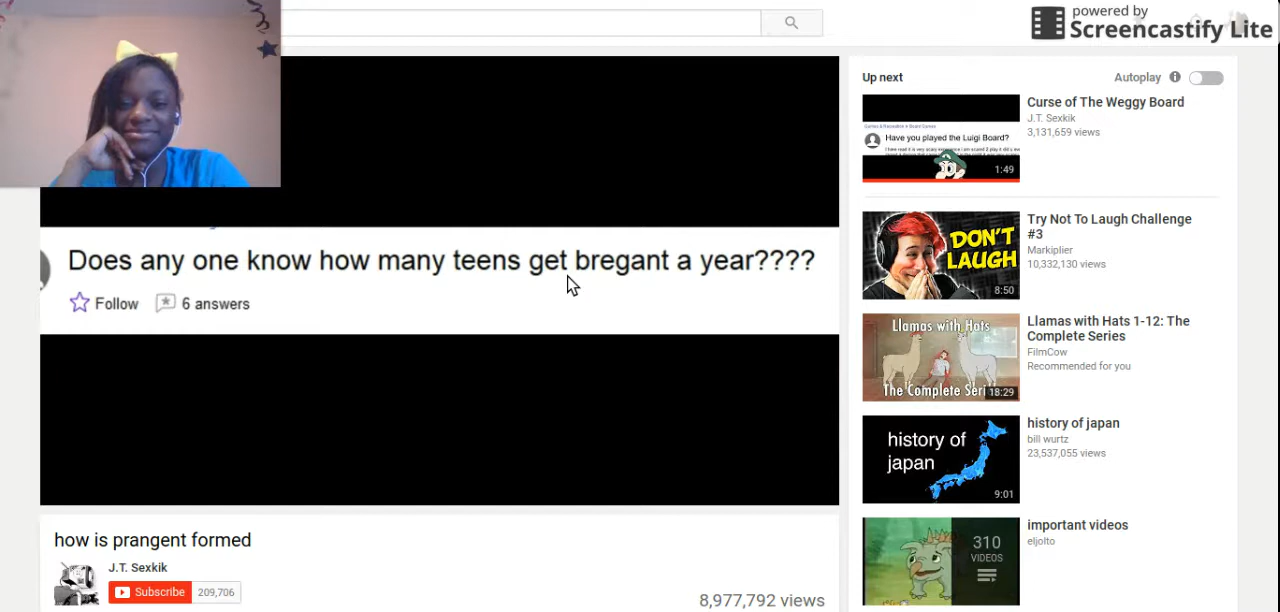 powered by
Screencastify Lite
Does any one know how many teens get bregant a year????
Follow
6 answers
how is prangent formed
J.T. Sexkik
Subscribe
209,706
8,977,792 views
Up next
Autoplay
Have you played the Luigi Board?
1:49
Curse of The Weggy Board
J.T. Sexkik
3,131,659 views
DON'T
LAUGH
8:50
Try Not To Laugh Challenge
#3
Markiplier
10,332,130 views
Llamas with Hats
The Complete Seri
18:29
Llamas with Hats 1-12: The
Complete Series
FilmCow
Recommended for you
history of
japan
9:01
history of japan
bill wurtz
23,537,055 views
310
VIDEOS
important videos
eljolto